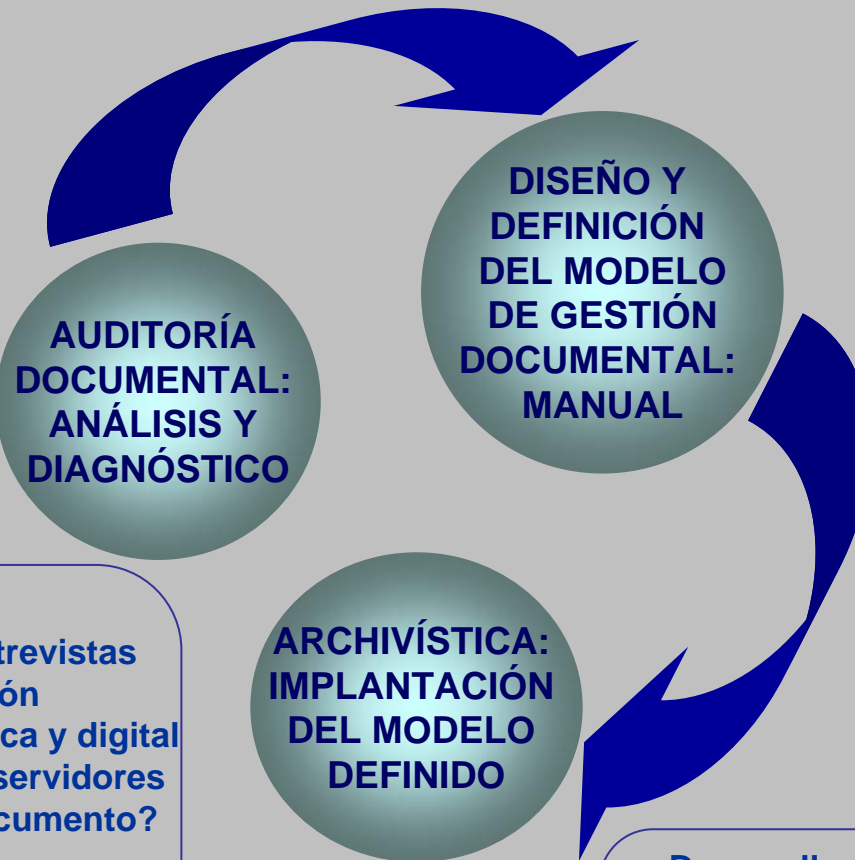 DISEÑO Y
DEFINICIÓN
DEL MODELO
DE GESTIÓN
DOCUMENTAL:
MANUAL
AUDITORÍA
DOCUMENTAL:
ANÁLISIS Y
DIAGNÓSTICO
ARCHIVÍSTICA:
IMPLANTACIÓN
DEL MODELO
DEFINIDO
trevistas
ón
ca y digital
servidores
cumento?